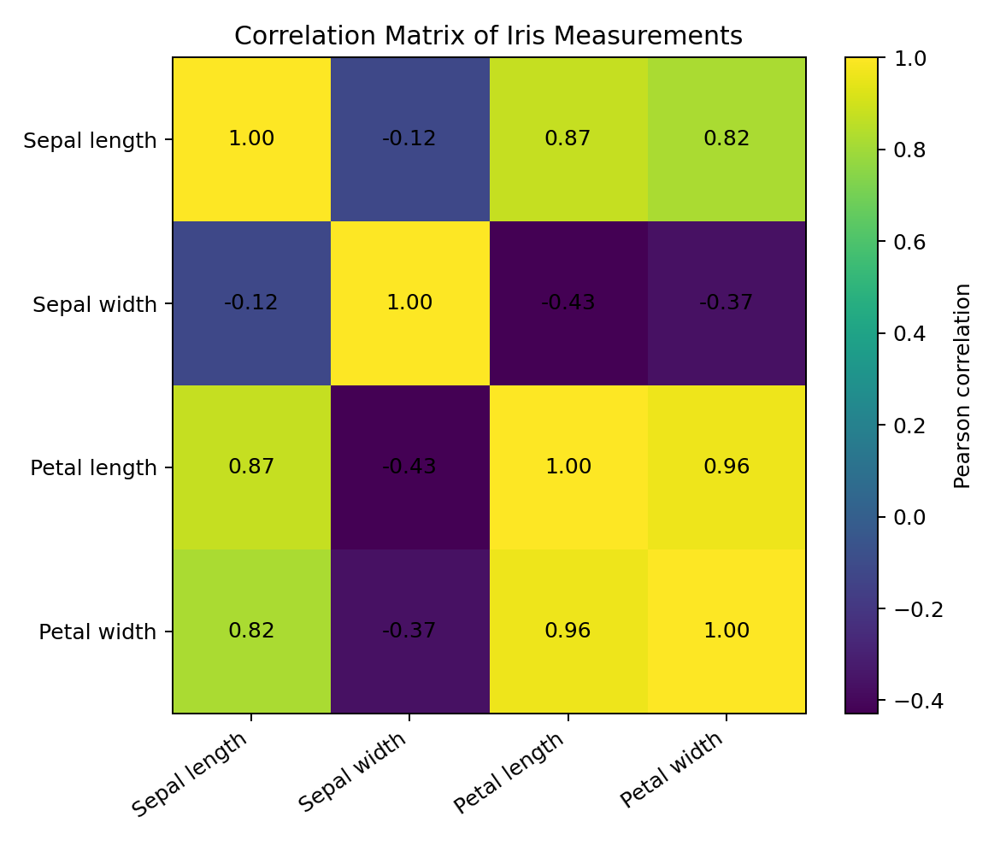 Correlation Matrix of Iris Measurements
1.0
Sepal length 1.00 -0.12 0.87 0.82
0.8
0.6
Sepal width -0.12 1.00 -0.43 -0.37
0.4
Pearson correlation
0.2
Petal length 0.87 -0.43 1.00 0.96
0.0
−0.2
Petal width 0.82 -0.37 0.96 1.00
−0.4
Sepal length Sepal width Petal length Petal width